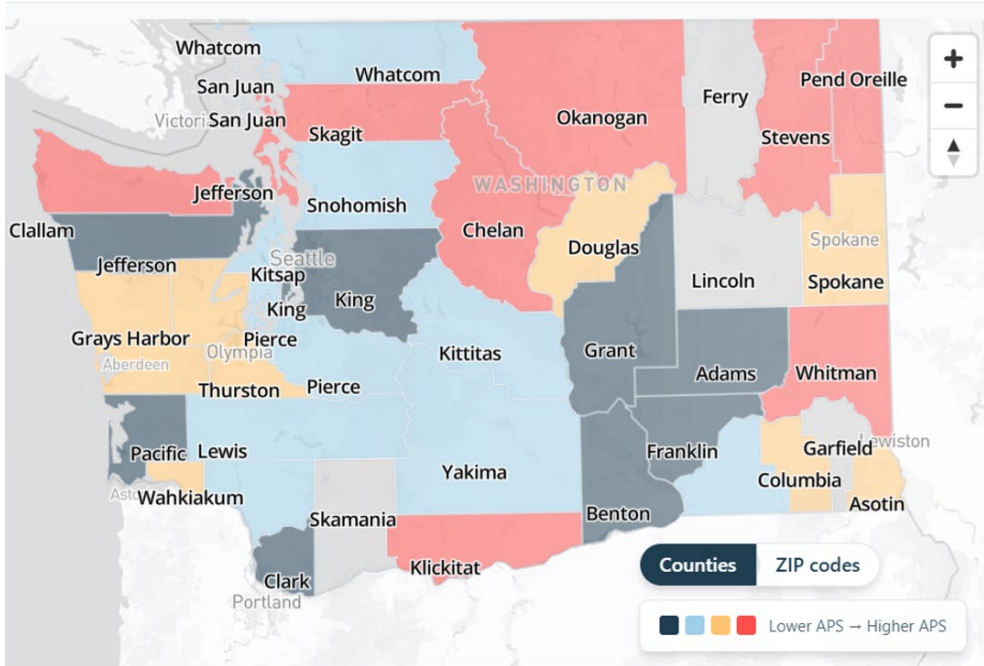 Whatcom
Whatcom
San Juan
Pend Oreille
Ferry
Victori
San Juan
Okanogan
Skagit
Stevens
WASHINGTON
Jefferson
Snohomish
Clallam
Chelan
Spokane
Douglas
Seattle
Jefferson
Kitsap
Lincoln
Spokane
King
King
Grays Harbor
Pierce
Olympia
Kittitas
Grant
Aberdeen
Adams
Whitman
Thurston
Pierce
Pacific
Lewis
Franklin
Garfield
Lewiston
Yakima
Columbia
Asto
Wahkiakum
Asotin
Skamania
Benton
Klickitat
Clark
Portland
Counties
ZIP codes
Lower APS → Higher APS